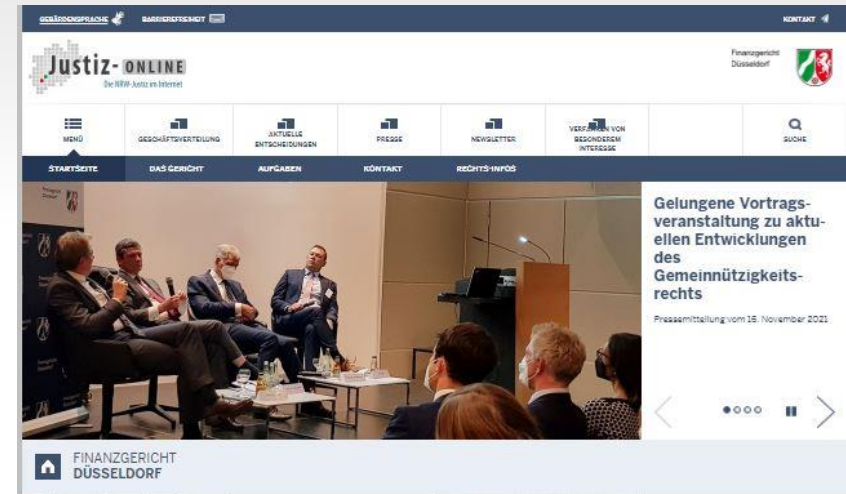 GEBÄRDENSPRACHE
BARRIEREFREIHEIT
KONTAKT
Justiz-ONLINE
Die NRW-Justiz im Internet
Finanzgericht
Düsseldorf
MENÜ
GESCHÄFTSVERTEILUNG
AKTUELLE
ENTSCHEIDUNGEN
PRESSE
NEWSLETTER
VERFAHREN VON
BESONDEREM
INTERESSE
SUCHE
STARTSEITE
DAS GERICHT
AUFGABEN
KONTAKT
RECHTS-INFOS
Gelungene Vortrags-
veranstaltung zu aktu-
ellen Entwicklungen
des
Gemeinnützigkeits-
rechts
Pressemitteilung vom 16. November 2021
FINANZGERICHT
DÜSSELDORF